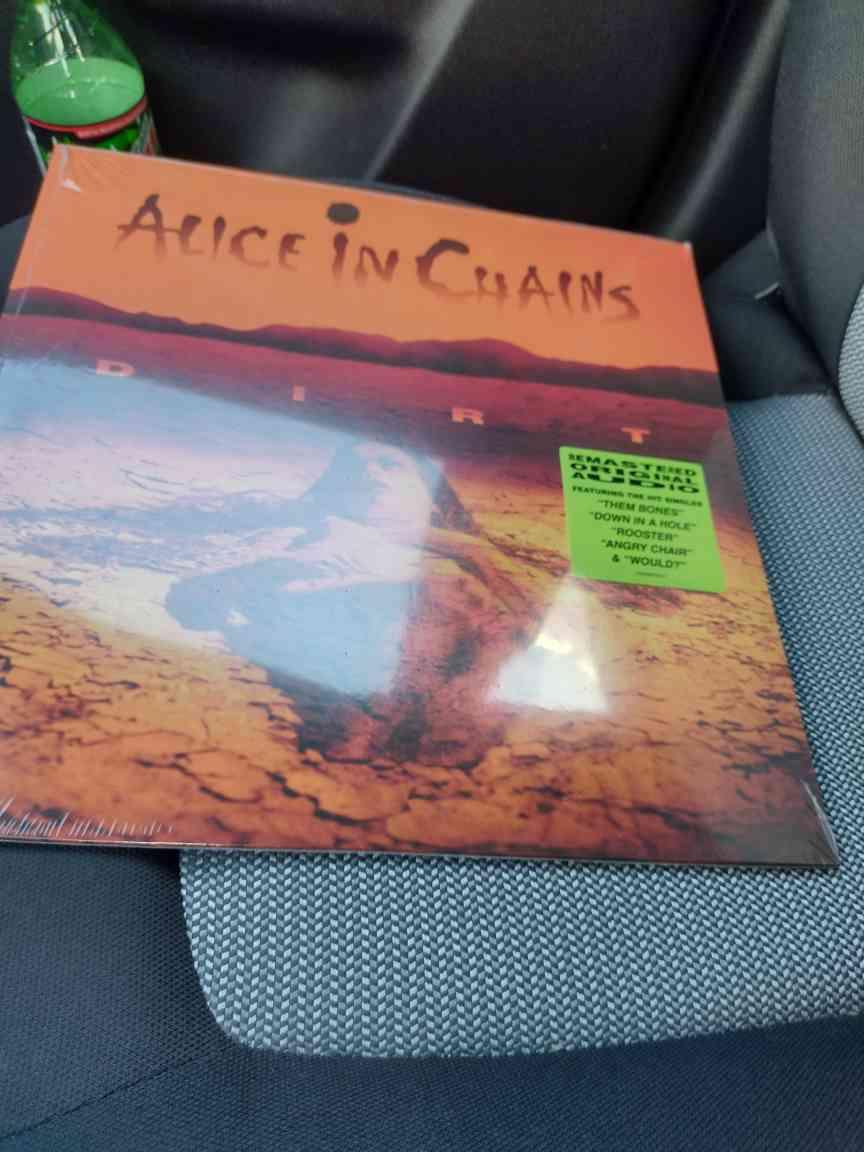 ALICE IN CHAINS
DIRT
REMASTERED
ORIGINAL
AUDIO
FEATURING THE HIT SINGLES
"THEM BONES"
"DOWN IN A HOLE"
"ROOSTER"
"ANGRY CHAIR"
& "WOULD?"